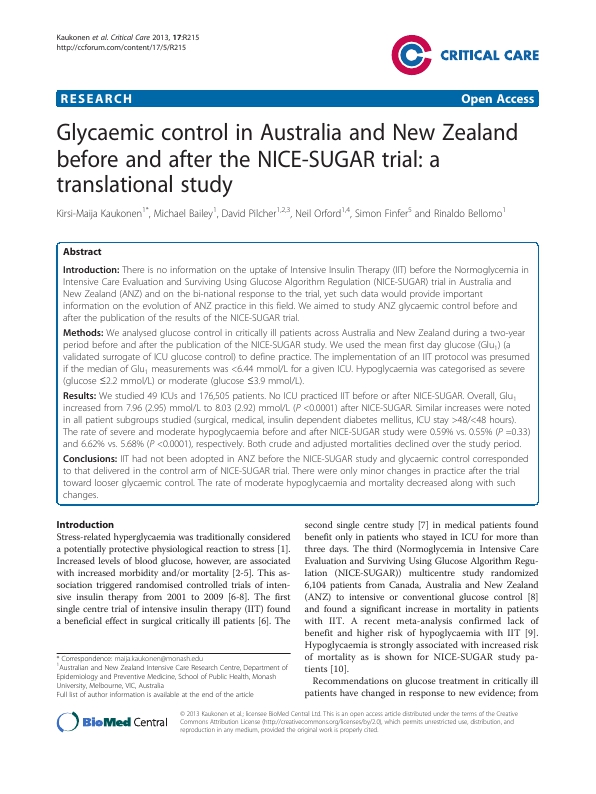 Kaukonen et al. Critical Care 2013, 17:R215
http://ccforum.com/content/17/5/R215
CRITICAL CARE
RESEARCH
Open Access
Glycaemic control in Australia and New Zealand
before and after the NICE-SUGAR trial: a
translational study
Kirsi-Maija Kaukonen1*, Michael Bailey1, David Pilcher1,2,3, Neil Orford1,4, Simon Finfer5 and Rinaldo Bellomo1
Abstract
Introduction: There is no information on the uptake of Intensive Insulin Therapy (IIT) before the Normoglycemia in
Intensive Care Evaluation and Surviving Using Glucose Algorithm Regulation (NICE-SUGAR) trial in Australia and
New Zealand (ANZ) and on the bi-national response to the trial, yet such data would provide important
information on the evolution of ANZ practice in this field. We aimed to study ANZ glycaemic control before and
after the publication of the results of the NICE-SUGAR trial.
Methods: We analysed glucose control in critically ill patients across Australia and New Zealand during a two-year
period before and after the publication of the NICE-SUGAR study. We used the mean first day glucose (Glu1) (a
validated surrogate of ICU glucose control) to define practice. The implementation of an IIT protocol was presumed
if the median of Glu1 measurements was <6.44 mmol/L for a given ICU. Hypoglycaemia was categorised as severe
(glucose ≤2.2 mmol/L) or moderate (glucose ≤3.9 mmol/L).
Results: We studied 49 ICUs and 176,505 patients. No ICU practiced IIT before or after NICE-SUGAR. Overall, Glu1
increased from 7.96 (2.95) mmol/L to 8.03 (2.92) mmol/L (P <0.0001) after NICE-SUGAR. Similar increases were noted
in all patient subgroups studied (surgical, medical, insulin dependent diabetes mellitus, ICU stay >48/<48 hours).
The rate of severe and moderate hypoglycaemia before and after NICE-SUGAR study were 0.59% vs. 0.55% (P =0.33)
and 6.62% vs. 5.68% (P <0.0001), respectively. Both crude and adjusted mortalities declined over the study period.
Conclusions: IIT had not been adopted in ANZ before the NICE-SUGAR study and glycaemic control corresponded
to that delivered in the control arm of NICE-SUGAR trial. There were only minor changes in practice after the trial
toward looser glycaemic control. The rate of moderate hypoglycaemia and mortality decreased along with such
changes.
Introduction
Stress-related hyperglycaemia was traditionally considered
a potentially protective physiological reaction to stress [1].
Increased levels of blood glucose, however, are associated
with increased morbidity and/or mortality [2-5]. This as-
sociation triggered randomised controlled trials of inten-
sive insulin therapy from 2001 to 2009 [6-8]. The first
single centre trial of intensive insulin therapy (IIT) found
a beneficial effect in surgical critically ill patients [6]. The
* Correspondence: maija.kaukonen@monash.edu
1Australian and New Zealand Intensive Care Research Centre, Department of
Epidemiology and Preventive Medicine, School of Public Health, Monash
University, Melbourne, VIC, Australia
Full list of author information is available at the end of the article
second single centre study [7] in medical patients found
benefit only in patients who stayed in ICU for more than
three days. The third (Normoglycemia in Intensive Care
Evaluation and Surviving Using Glucose Algorithm Regu-
lation (NICE-SUGAR)) multicentre study randomized
6,104 patients from Canada, Australia and New Zealand
(ANZ) to intensive or conventional glucose control [8]
and found a significant increase in mortality in patients
with IIT. A recent meta-analysis confirmed lack of
benefit and higher risk of hypoglycaemia with IIT [9].
Hypoglycaemia is strongly associated with increased risk
of mortality as is shown for NICE-SUGAR study pa-
tients [10].
Recommendations on glucose treatment in critically ill
patients have changed in response to new evidence; from
BioMed Central
© 2013 Kaukonen et al.; licensee BioMed Central Ltd. This is an open access article distributed under the terms of the Creative
Commons Attribution License (http://creativecommons.org/licenses/by/2.0), which permits unrestricted use, distribution, and
reproduction in any medium, provided the original work is properly cited.